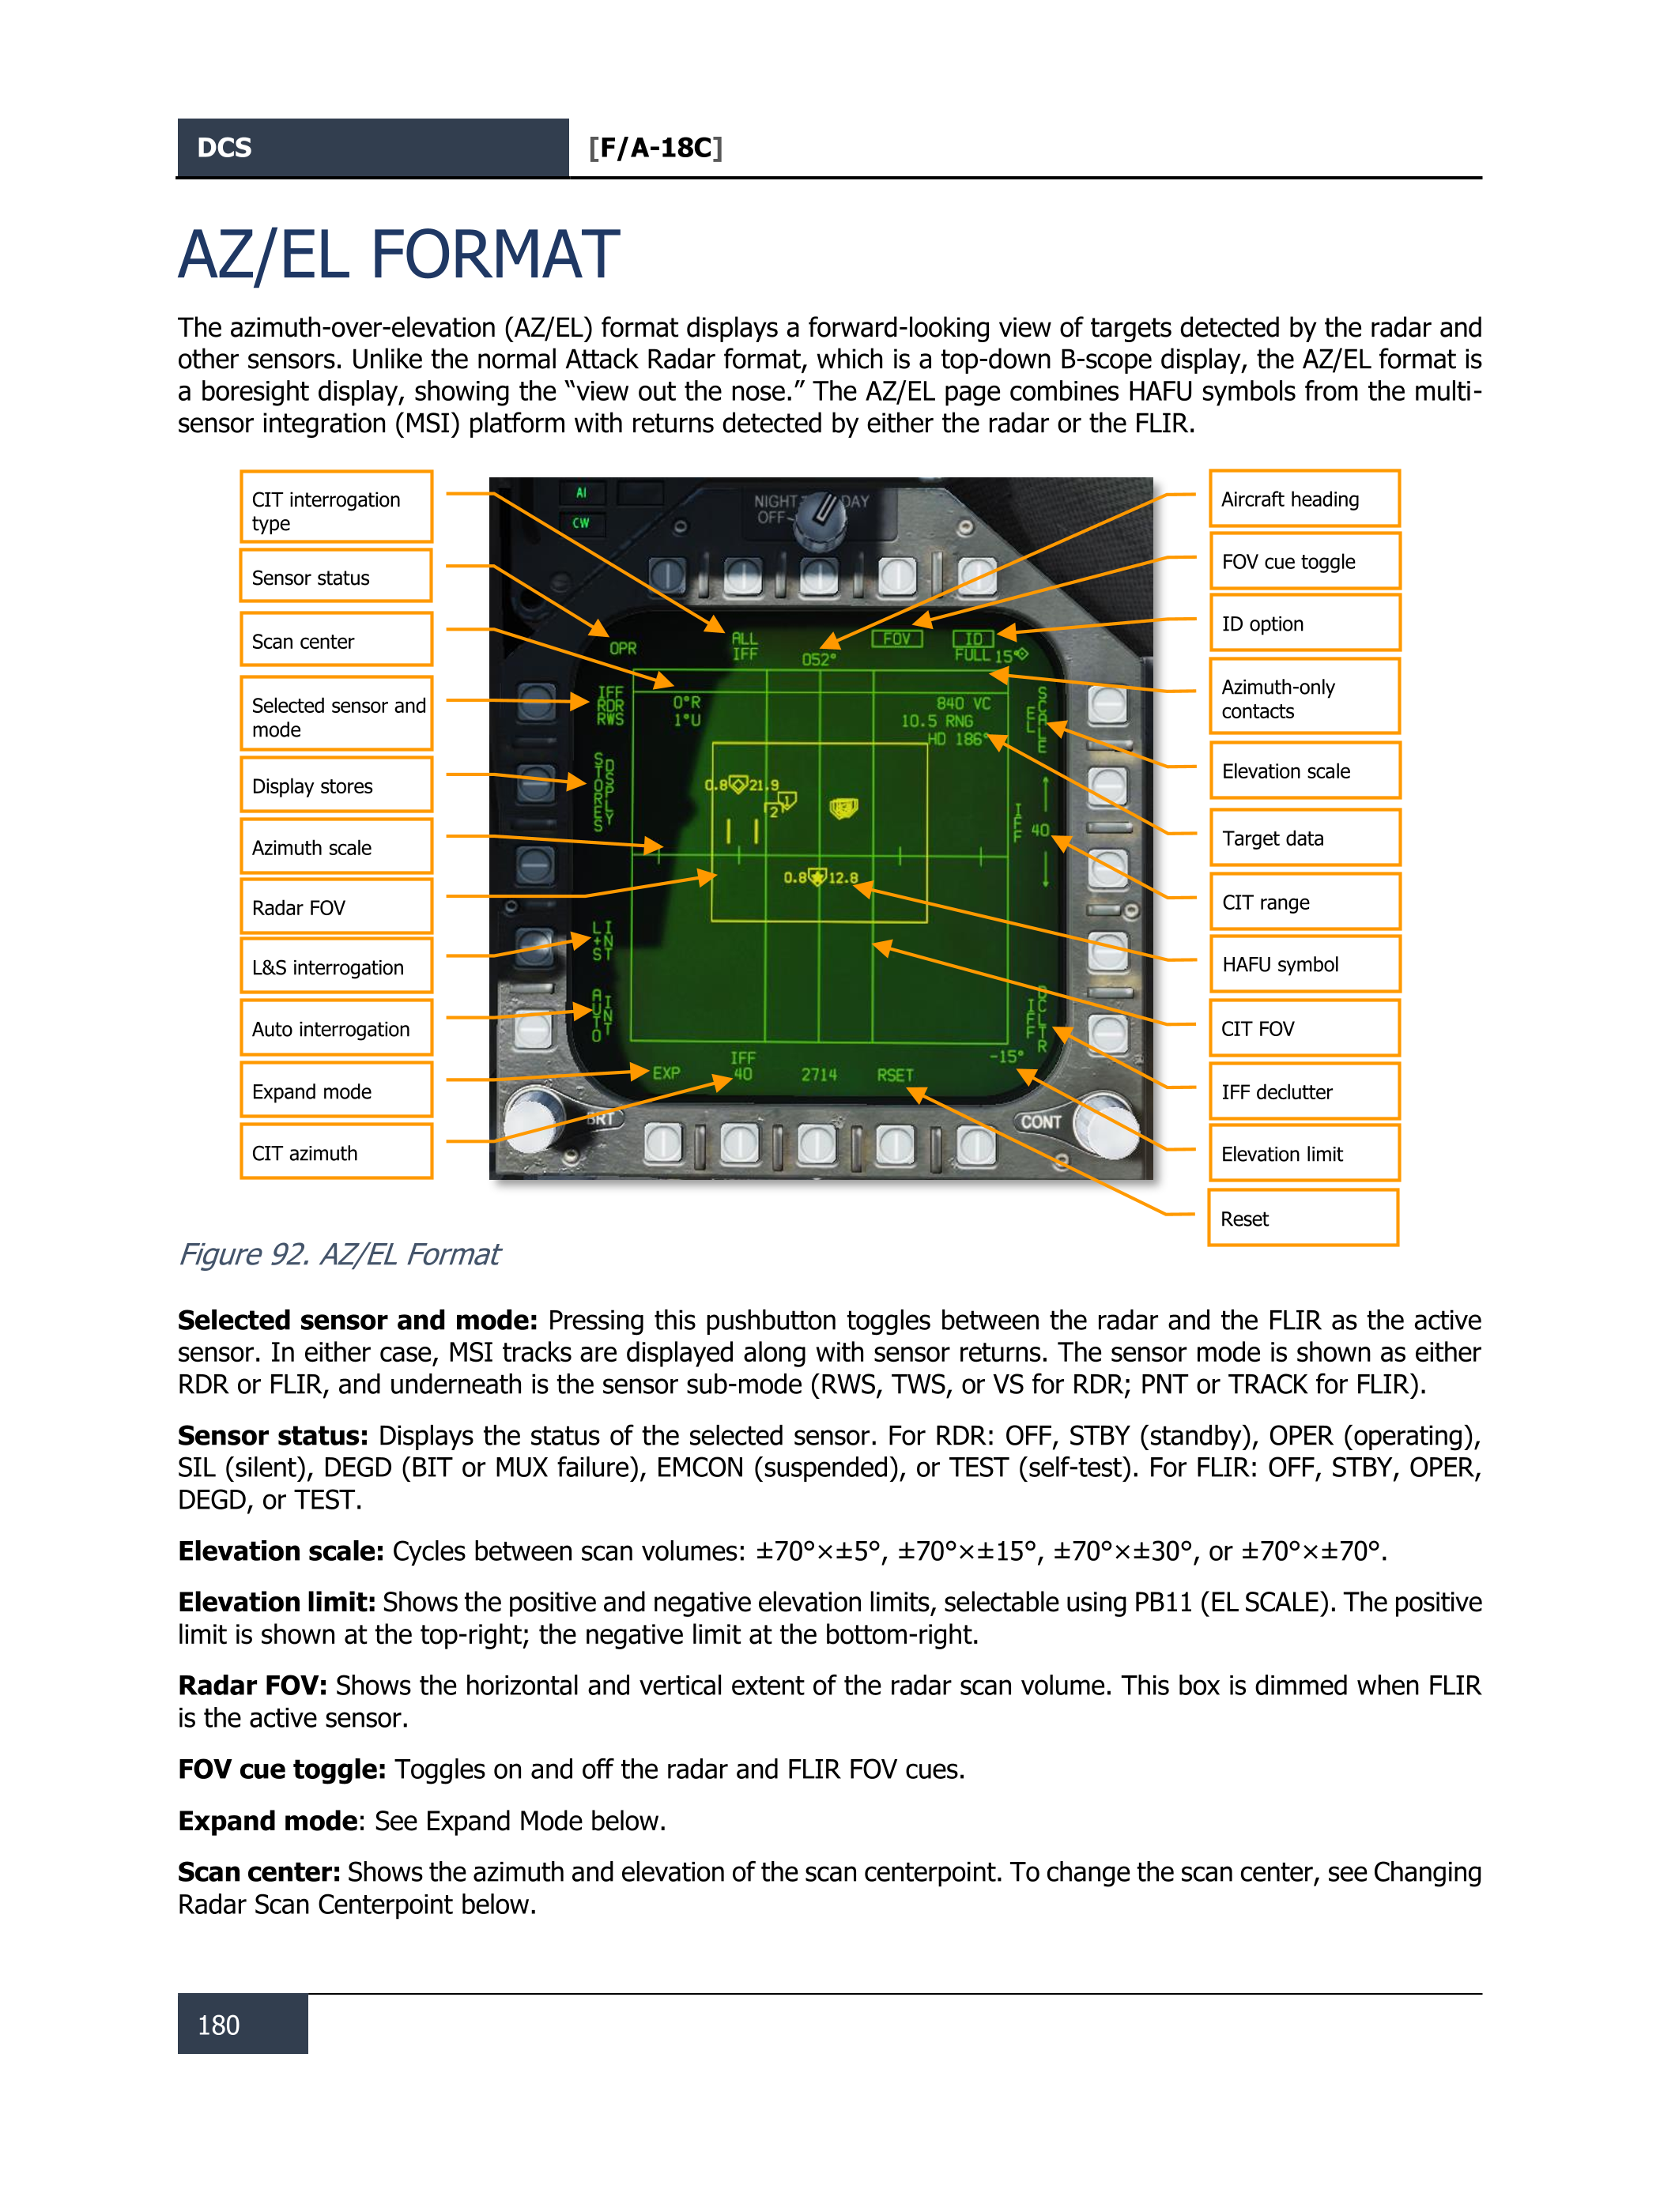 DCS
[F/A-18C]
AZ/EL FORMAT
The azimuth-over-elevation (AZ/EL) format displays a forward-looking view of targets detected by the radar and
other sensors. Unlike the normal Attack Radar format, which is a top-down B-scope display, the AZ/EL format is
a boresight display, showing the “view out the nose.” The AZ/EL page combines HAFU symbols from the multi-
sensor integration (MSI) platform with returns detected by either the radar or the FLIR.
CIT interrogation
type
Sensor status
Scan center
Selected sensor and
mode
Display stores
Azimuth scale
Radar FOV
L&S interrogation
Auto interrogation
Expand mode
CIT azimuth
AI
CW
NIGHT
DAY
OFF
OPR
ALL
IFF
052°
FOV
ID
FULL 15°
IFF
RDR
RWS
0°R
1°U
840 VC
10.5 RNG
HD 186°
EL
SCALE
STORES
DSPLY
0.8 21.9
1
2
IFF 40
0.8 12.8
L+S
INT
AUTO
INT
IFF
DCLTR
EXP
IFF
40
2714
RSET
-15°
BRT
CONT
Aircraft heading
FOV cue toggle
ID option
Azimuth-only
contacts
Elevation scale
Target data
CIT range
HAFU symbol
CIT FOV
IFF declutter
Elevation limit
Reset
Figure 92. AZ/EL Format
Selected sensor and mode: Pressing this pushbutton toggles between the radar and the FLIR as the active
sensor. In either case, MSI tracks are displayed along with sensor returns. The sensor mode is shown as either
RDR or FLIR, and underneath is the sensor sub-mode (RWS, TWS, or VS for RDR; PNT or TRACK for FLIR).
Sensor status: Displays the status of the selected sensor. For RDR: OFF, STBY (standby), OPER (operating),
SIL (silent), DEGD (BIT or MUX failure), EMCON (suspended), or TEST (self-test). For FLIR: OFF, STBY, OPER,
DEGD, or TEST.
Elevation scale: Cycles between scan volumes: ±70°×±5°, ±70°×±15°, ±70°×±30°, or ±70°×±70°.
Elevation limit: Shows the positive and negative elevation limits, selectable using PB11 (EL SCALE). The positive
limit is shown at the top-right; the negative limit at the bottom-right.
Radar FOV: Shows the horizontal and vertical extent of the radar scan volume. This box is dimmed when FLIR
is the active sensor.
FOV cue toggle: Toggles on and off the radar and FLIR FOV cues.
Expand mode: See Expand Mode below.
Scan center: Shows the azimuth and elevation of the scan centerpoint. To change the scan center, see Changing
Radar Scan Centerpoint below.
180